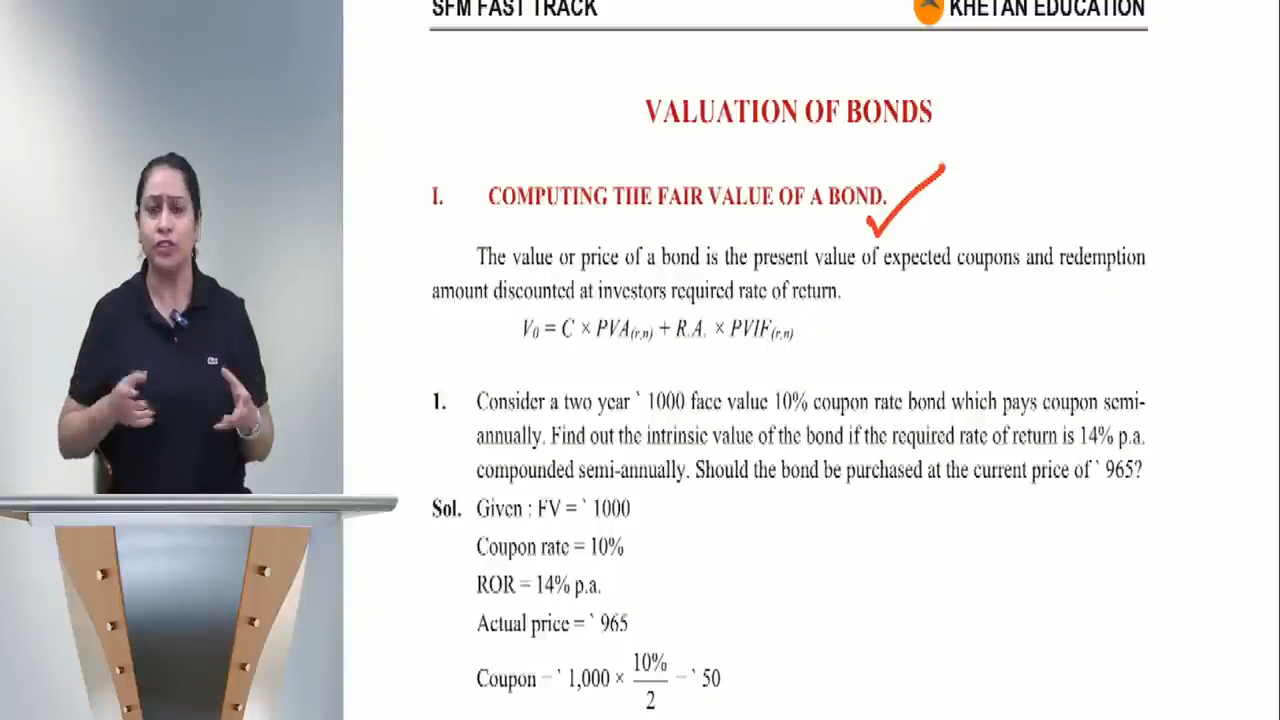 SFM FAST TRACK
KHETAN EDUCATION
VALUATION OF BONDS
I. COMPUTING THE FAIR VALUE OF A BOND.
The value or price of a bond is the present value of expected coupons and redemption
amount discounted at investors required rate of return.
V₀ = C × PVA(r,n) + R.A. × PVIF(r,n)
1. Consider a two year ` 1000 face value 10% coupon rate bond which pays coupon semi-
annually. Find out the intrinsic value of the bond if the required rate of return is 14% p.a.
compounded semi-annually. Should the bond be purchased at the current price of ` 965?
Sol. Given : FV = ` 1000
Coupon rate = 10%
ROR = 14% p.a.
Actual price = ` 965
Coupon = ` 1,000 × 10%/2 = ` 50